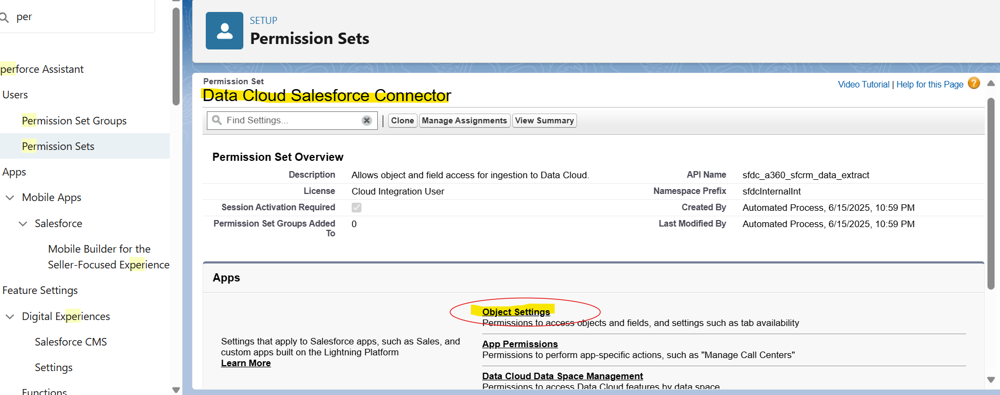 per
perforce Assistant
Users
Permission Set Groups
Permission Sets
Apps
Mobile Apps
Salesforce
Mobile Builder for the
Seller-Focused Experience
Feature Settings
Digital Experiences
Salesforce CMS
Settings
Functions
SETUP
Permission Sets
Permission Set
Data Cloud Salesforce Connector
Video Tutorial | Help for this Page ?
Find Settings... | Clone Manage Assignments View Summary
Permission Set Overview
Description Allows object and field access for ingestion to Data Cloud. API Name sfdc_a360_sfcrm_data_extract
License Cloud Integration User Namespace Prefix sfdcInternalInt
Session Activation Required Created By Automated Process, 6/15/2025, 10:59 PM
Permission Set Groups Added To 0 Last Modified By Automated Process, 6/15/2025, 10:59 PM
Apps
Settings that apply to Salesforce apps, such as Sales, and
custom apps built on the Lightning Platform
Learn More
Object Settings
Permissions to access objects and fields, and settings such as tab availability
App Permissions
Permissions to perform app-specific actions, such as "Manage Call Centers"
Data Cloud Data Space Management
Permissions to access Data Cloud features by data space